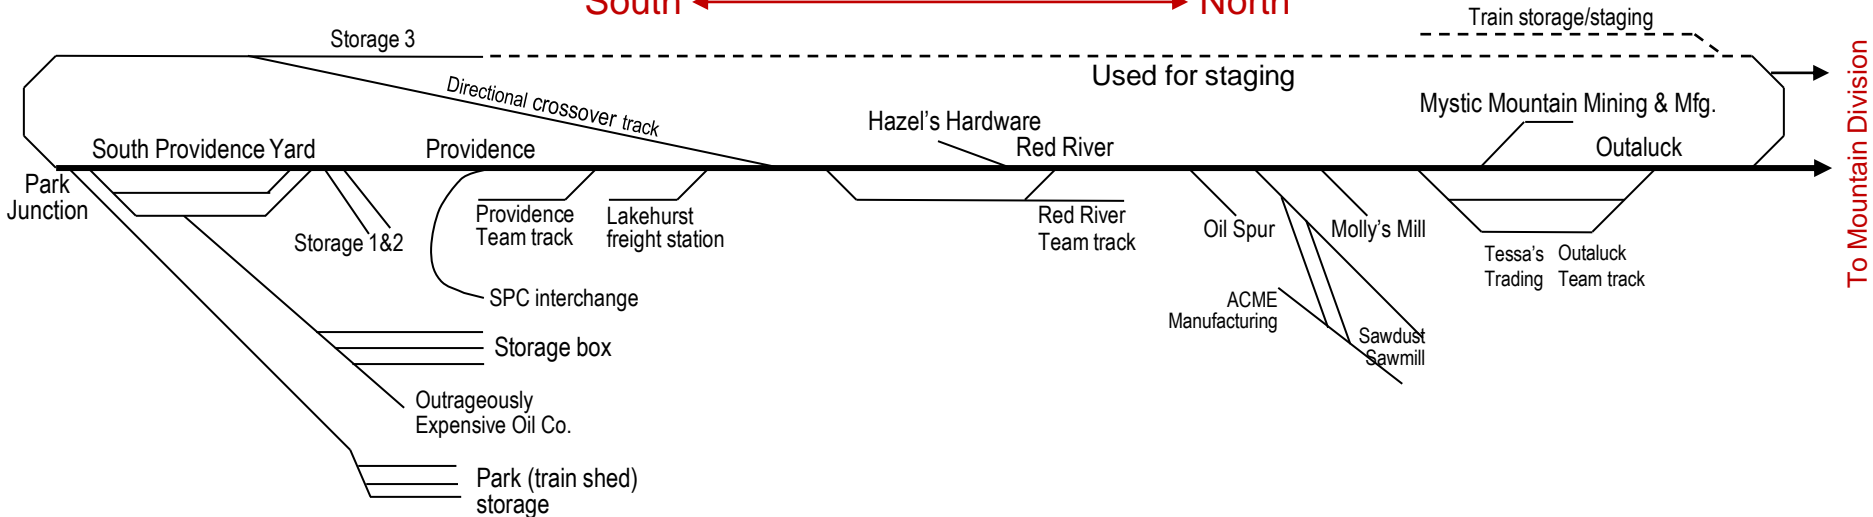 South North
Train storage/staging
Storage 3
Used for staging
Directional crossover track
Mystic Mountain Mining & Mfg.
Hazel's Hardware
South Providence Yard
Providence
Red River
Outaluck
To Mountain Division
Park
Junction
Providence
Team track
Lakehurst
freight station
Storage 1&2
Red River
Team track
Oil Spur
Molly's Mill
Tessa's
Trading
Outaluck
Team track
SPC interchange
ACME
Manufacturing
Sawdust
Sawmill
Storage box
Outrageously
Expensive Oil Co.
Park (train shed)
storage